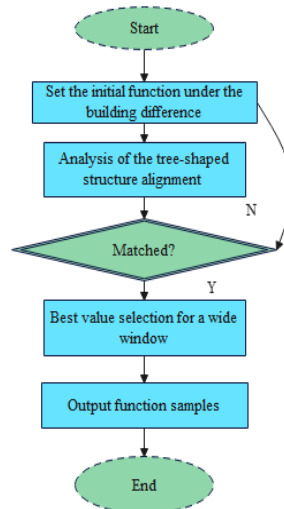 Start
Set the initial function under the
building difference
Analysis of the tree-shaped
structure alignment
N
Matched?
Y
Best value selection for a wide
window
Output function samples
End